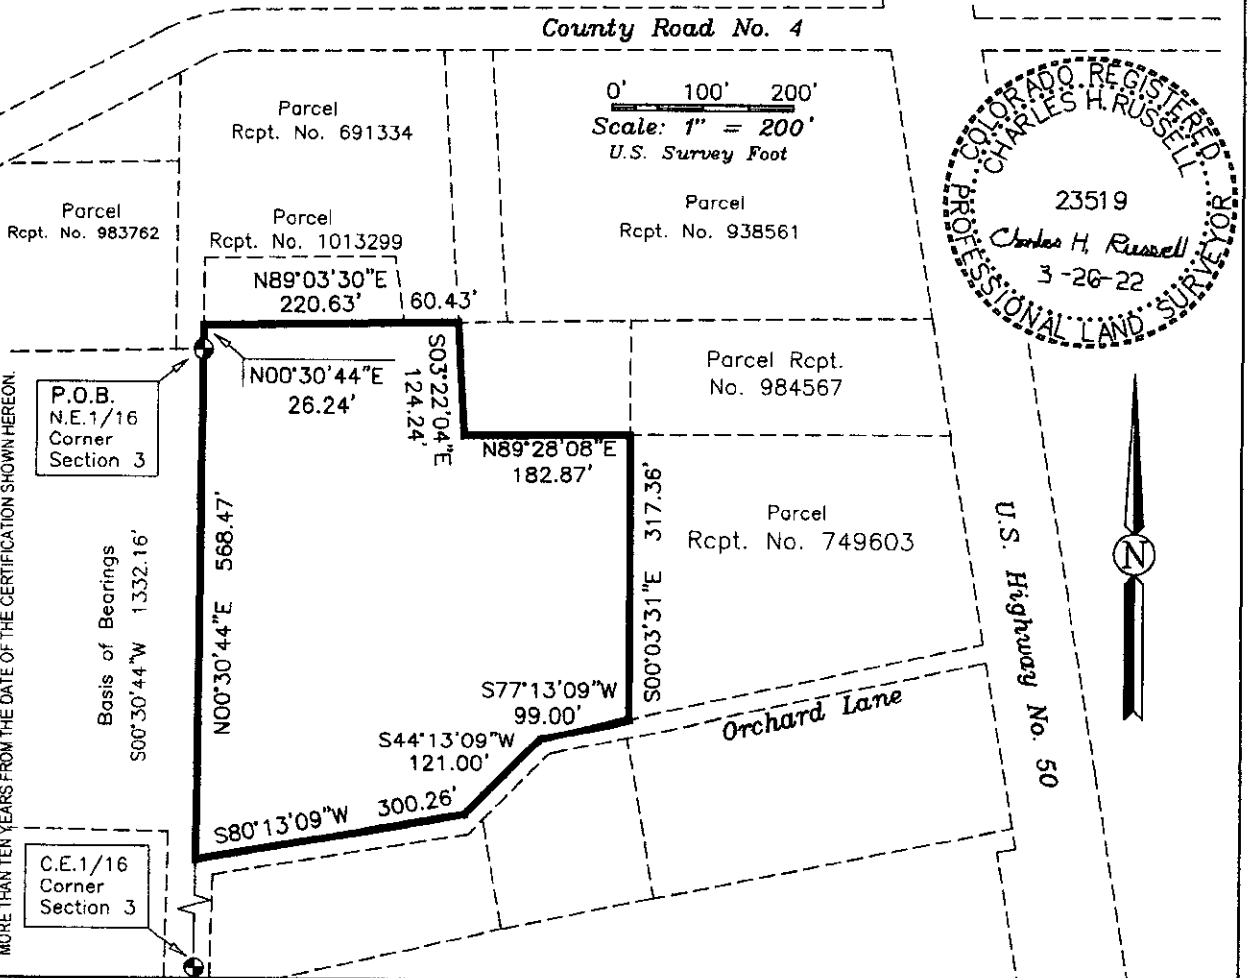 County Road No. 4
0' 100' 200'
Scale: 1" = 200'
U.S. Survey Foot
COLORADO REGISTERED
CHARLES H. RUSSELL
23519
Charles H. Russell
3-26-22
PROFESSIONAL LAND SURVEYOR
Parcel
Rcpt. No. 691334
Parcel
Rcpt. No. 983762
Parcel
Rcpt. No. 1013299
Parcel
Rcpt. No. 938561
N89°03'30"E
220.63'
60.43'
N00°30'44"E
26.24'
S03°22'04"E
124.24'
Parcel Rcpt.
No. 984567
P.O.B.
N.E.1/16
Corner
Section 3
N89°28'08"E
182.87'
Parcel
Rcpt. No. 749603
MORE THAN TEN YEARS FROM THE DATE OF THE CERTIFICATION SHOWN HEREON.
Basis of Bearings
S00°30'44"W 1332.16'
N00°30'44"E 568.47'
S00°03'31"E 317.36'
U.S. Highway No. 50
N
S77°13'09"W
99.00'
Orchard Lane
S44°13'09"W
121.00'
S80°13'09"W 300.26'
C.E.1/16
Corner
Section 3